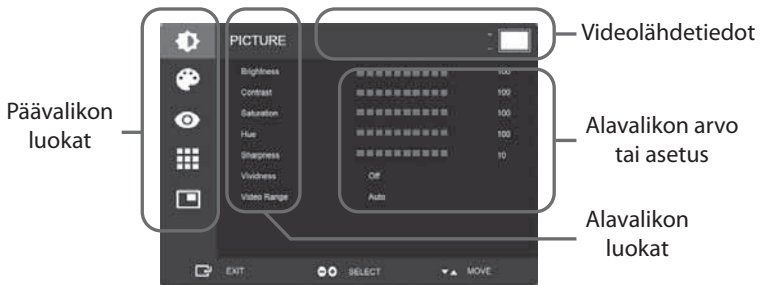 Päävalikon
luokat
PICTURE
Brightness 100
Contrast 100
Saturation 100
Hue 100
Sharpness 10
Vividness Off
Video Range Auto
EXIT SELECT MOVE
Videolähdetiedot
Alavalikon arvo
tai asetus
Alavalikon
luokat